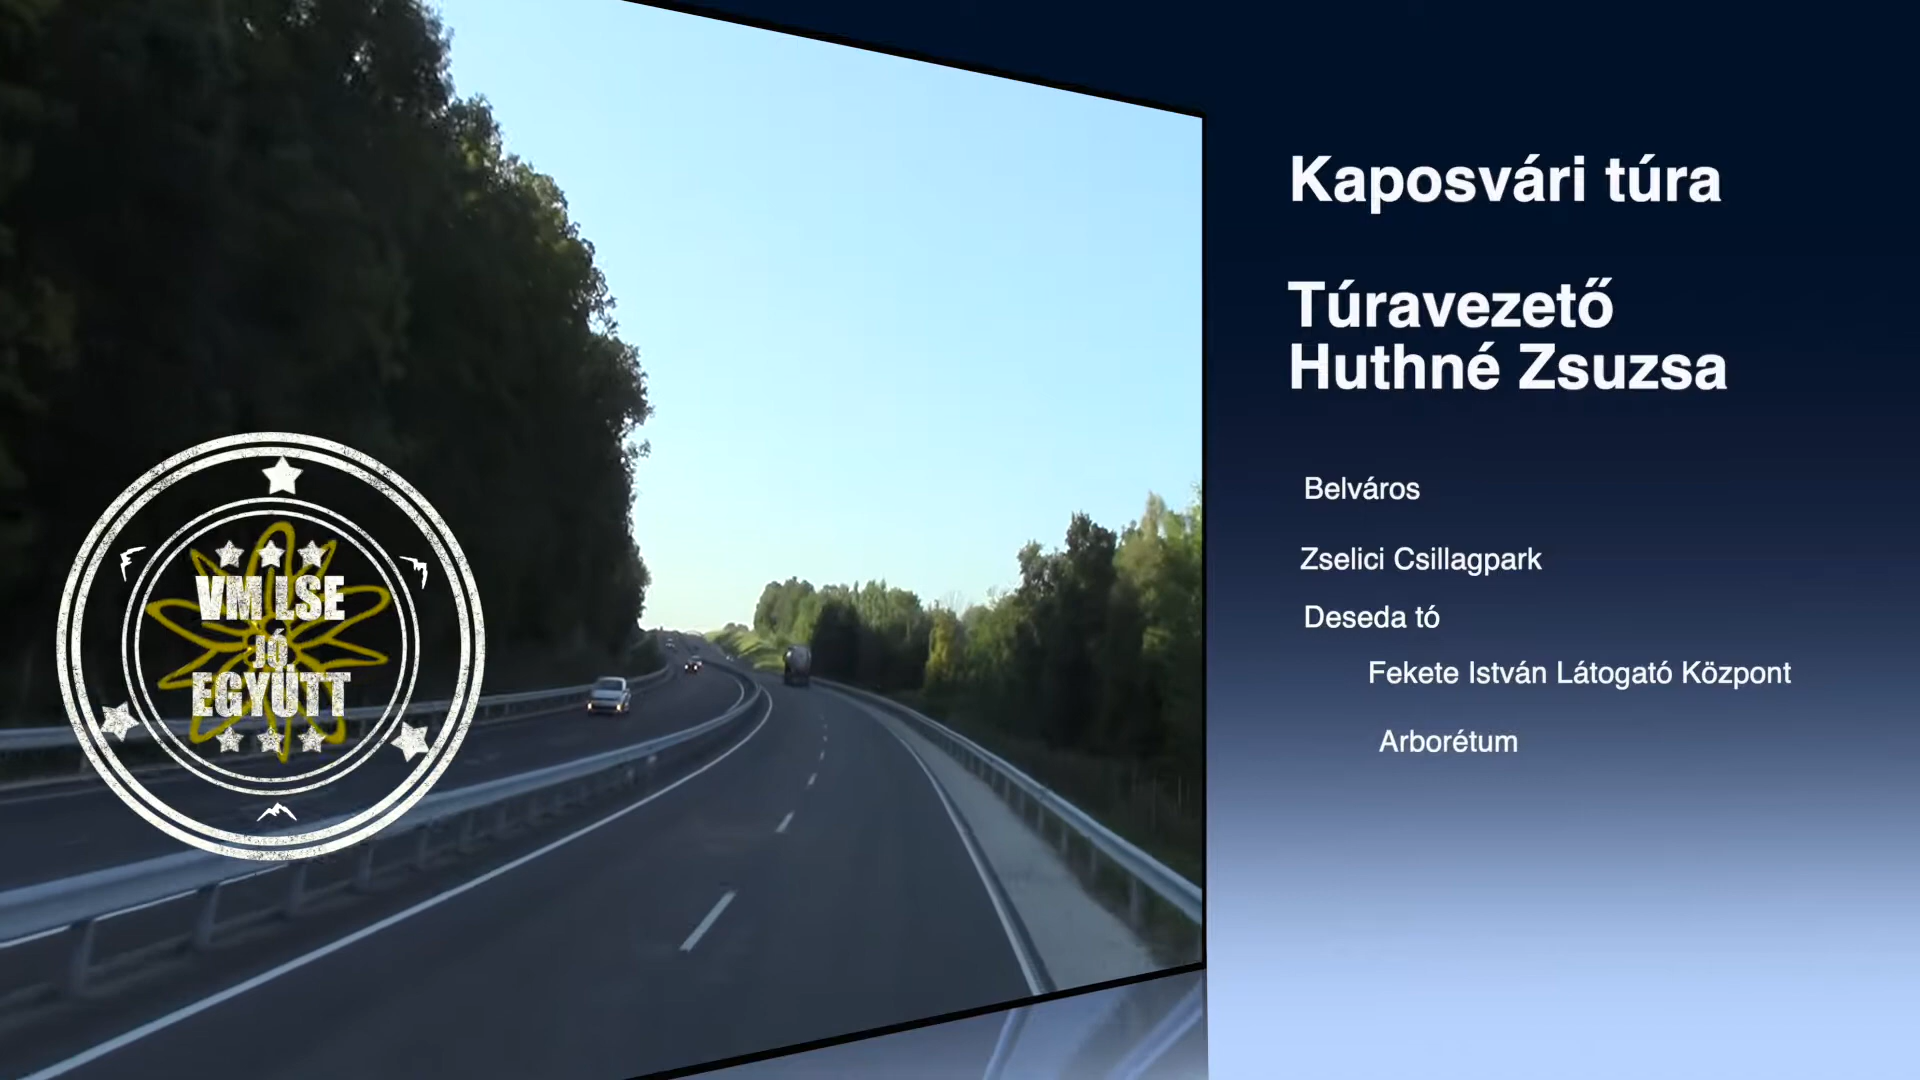 Kaposvári túra
Túravezető
Huthné Zsuzsa
Belváros
Zselici Csillagpark
Deseda tó
Fekete István Látogató Központ
Arborétum
VM LSE
JÓ
EGYÜTT